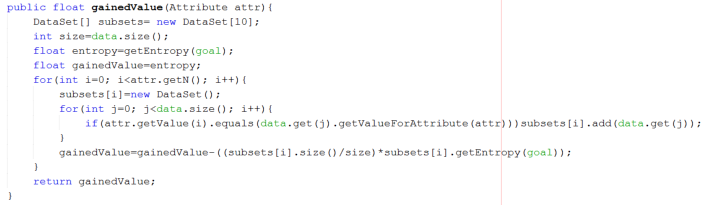 public float gainedValue(Attribute attr){
DataSet[] subsets= new DataSet[10];
int size=data.size();
float entropy=getEntropy(goal);
float gainedValue=entropy;
for(int i=0; i<attr.getN(); i++){
subsets[i]=new DataSet();
for(int j=0; j<data.size(); i++){
if(attr.getValue(i).equals(data.get(j).getValueForAttribute(attr)))subsets[i].add(data.get(j));
}
gainedValue=gainedValue-((subsets[i].size()/size)*subsets[i].getEntropy(goal));
}
return gainedValue;
}